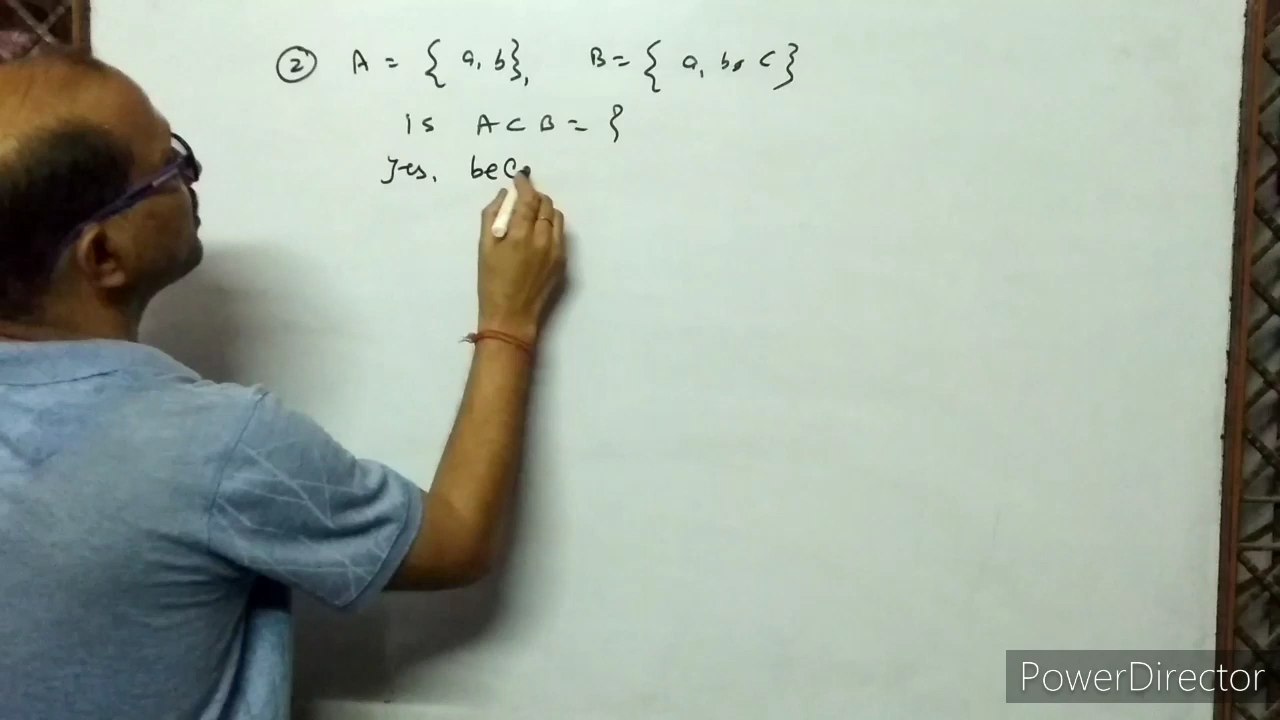 ② A = { a, b }, B = { a, b, c }
is A ⊂ B = {
Yes, beca
PowerDirector